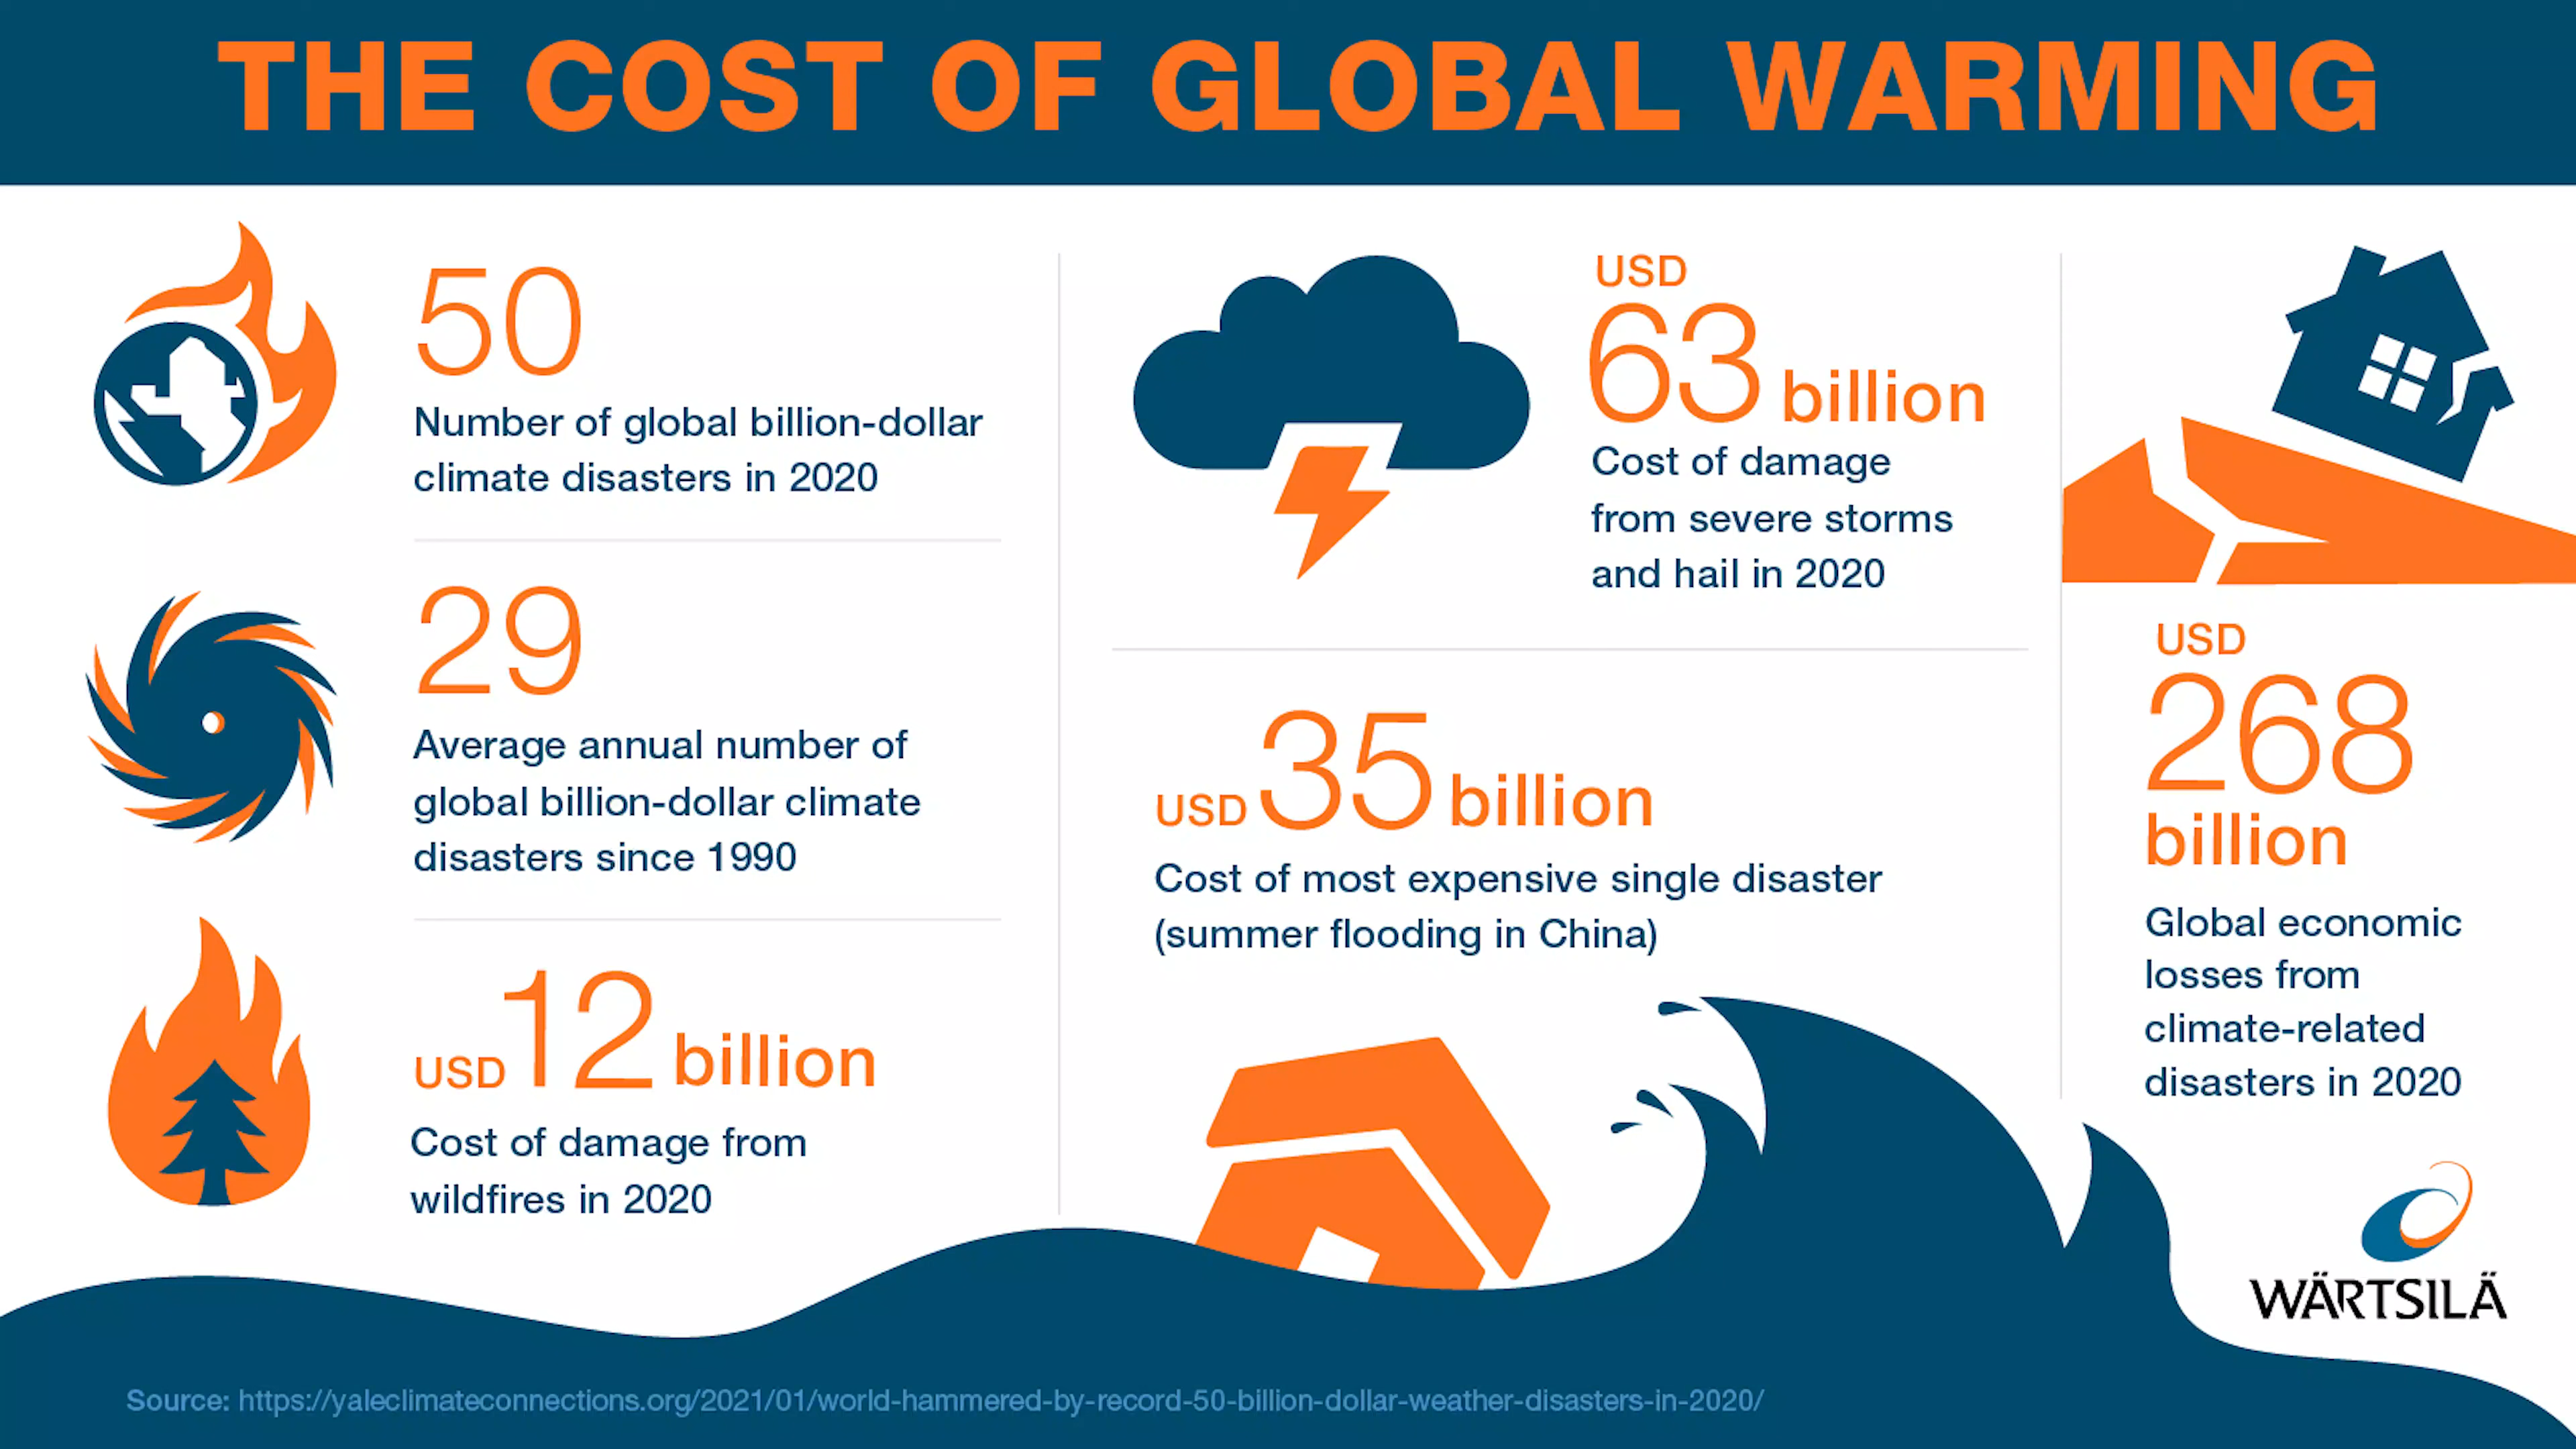 THE COST OF GLOBAL WARMING
50
Number of global billion-dollar
climate disasters in 2020
29
Average annual number of
global billion-dollar climate
disasters since 1990
USD 12 billion
Cost of damage from
wildfires in 2020
USD
63 billion
Cost of damage
from severe storms
and hail in 2020
USD 35 billion
Cost of most expensive single disaster
(summer flooding in China)
USD
268
billion
Global economic
losses from
climate-related
disasters in 2020
WÄRTSILÄ
Source: https://yaleclimateconnections.org/2021/01/world-hammered-by-record-50-billion-dollar-weather-disasters-in-2020/